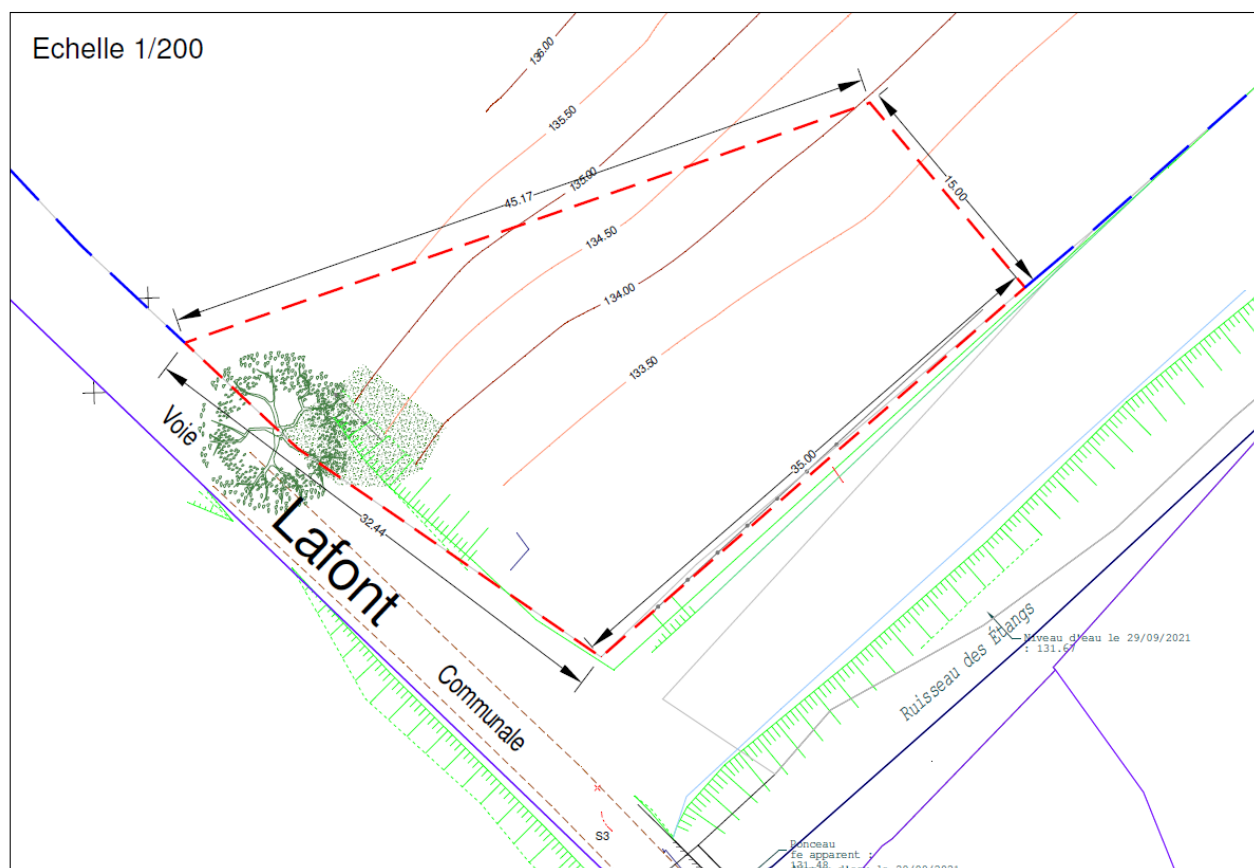 Echelle 1/200
136.00
135.50
135.00
45.17
134.50
134.00
133.50
15.00
35.00
32.44
Voie
Lafont
Communale
S3
Ruisseau des Étangs
Niveau d'eau le 29/09/2021
: 131.67
Ponceau
fe apparent :
131.48